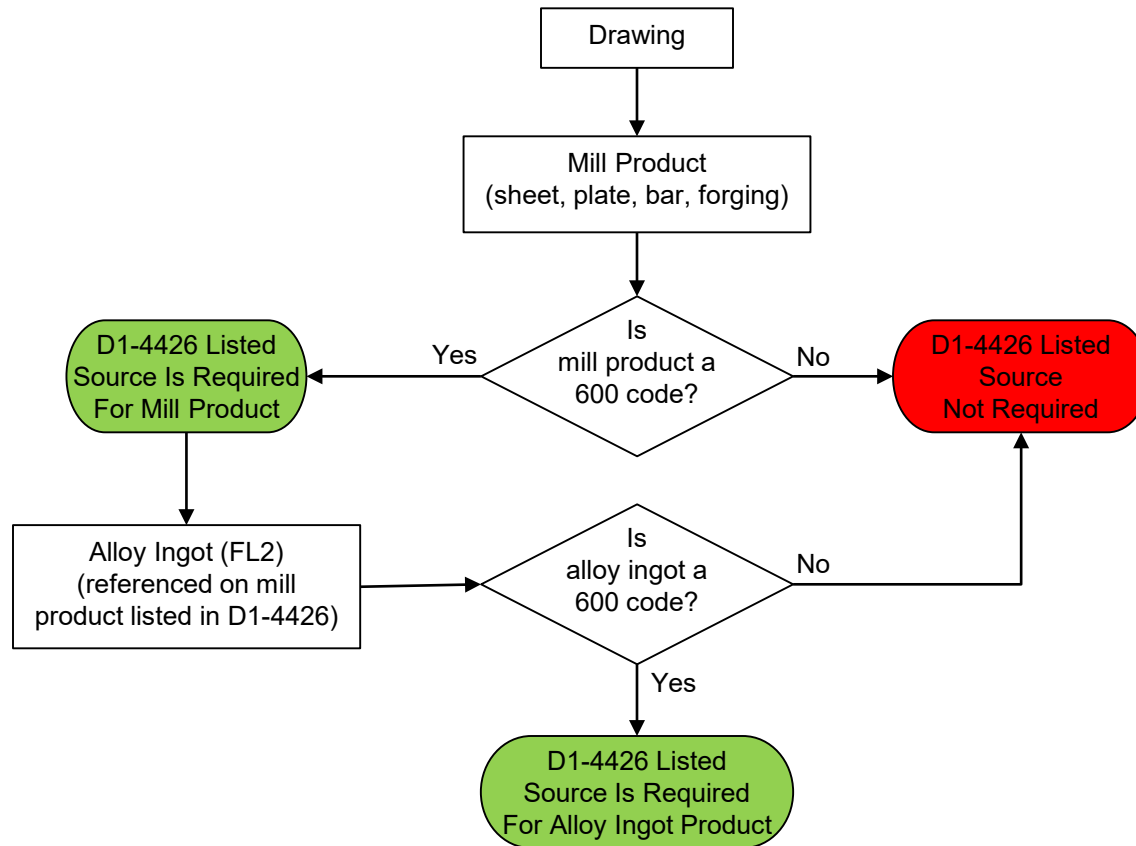 Drawing
Mill Product
(sheet, plate, bar, forging)
Is
mill product a
600 code?
Yes
No
D1-4426 Listed
Source Is Required
For Mill Product
D1-4426 Listed
Source
Not Required
Alloy Ingot (FL2)
(referenced on mill
product listed in D1-4426)
Is
alloy ingot a
600 code?
No
Yes
D1-4426 Listed
Source Is Required
For Alloy Ingot Product